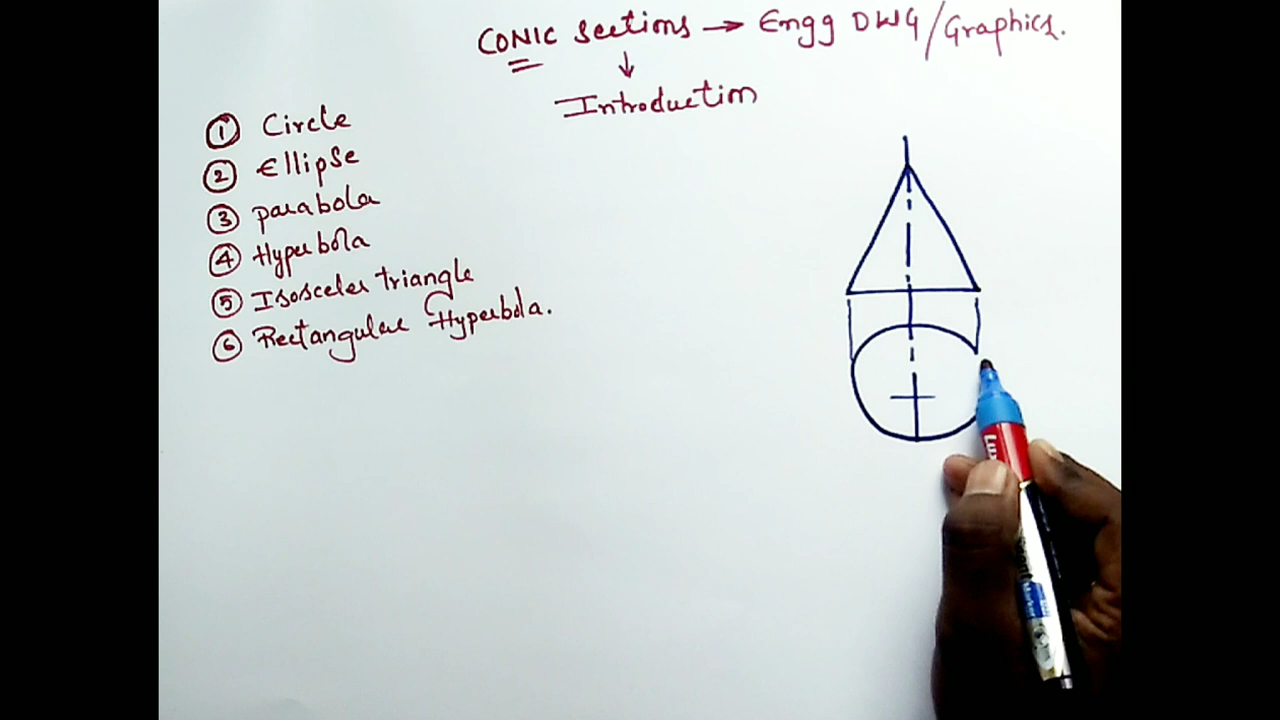 CONIC Sections → Engg DWG/Graphics.
↓
Introduction
① Circle
② Ellipse
③ parabola
④ Hyperbola
⑤ Isosceles triangle
⑥ Rectangular Hyperbola.
Lux